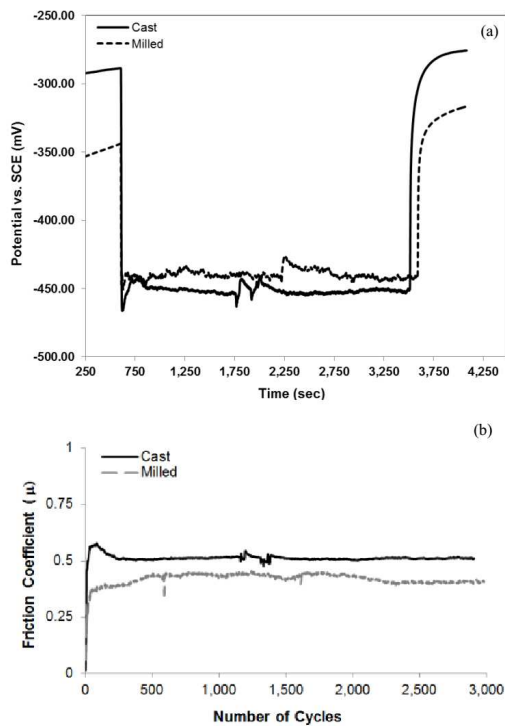 (a)
Cast
Milled
-250.00
-300.00
-350.00
-400.00
-450.00
-500.00
Potential vs. SCE (mV)
250 750 1,250 1,750 2,250 2,750 3,250 3,750 4,250
Time (sec)
(b)
Cast
Milled
1
0.75
0.5
0.25
0
Friction Coefficient (μ)
0 500 1,000 1,500 2,000 2,500 3,000
Number of Cycles